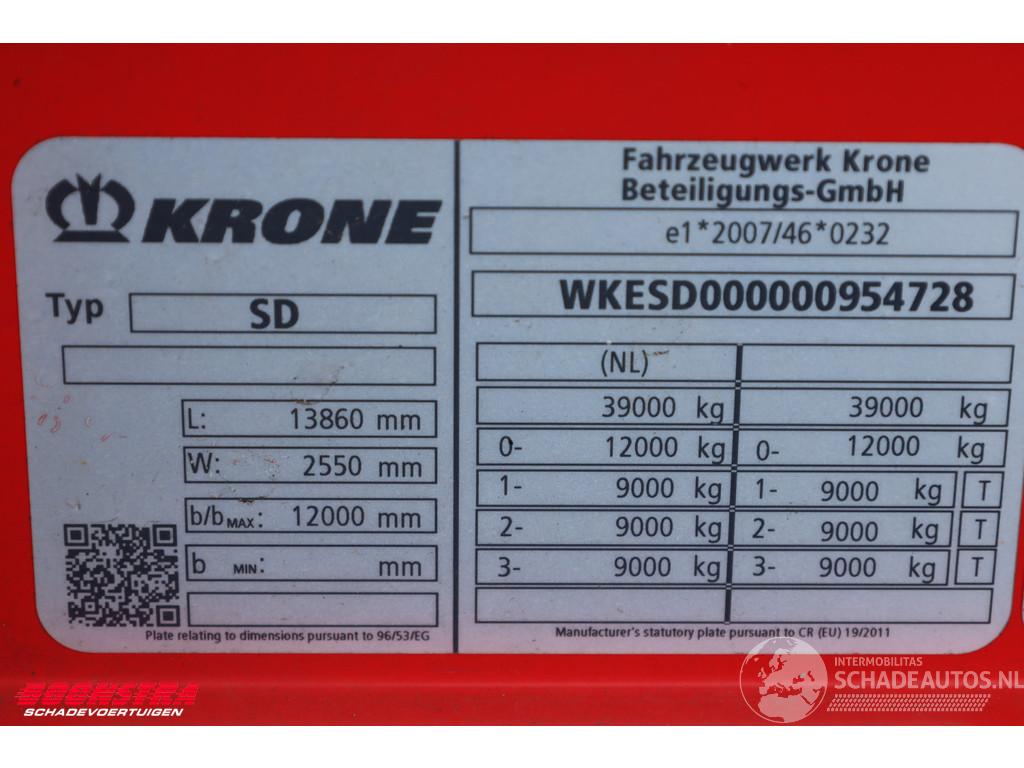 KRONE
Typ SD
L: 13860 mm
W: 2550 mm
b/b MAX: 12000 mm
b MIN: mm
Plate relating to dimensions pursuant to 96/53/EG
Fahrzeugwerk Krone
Beteiligungs-GmbH
e1*2007/46*0232
WKESD000000954728
(NL)
39000 kg 39000 kg
0- 12000 kg 0- 12000 kg
1- 9000 kg 1- 9000 kg T
2- 9000 kg 2- 9000 kg T
3- 9000 kg 3- 9000 kg T
Manufacturer's statutory plate pursuant to CR (EU) 19/2011
BOONSTRA
SCHADEVOERTUIGEN
INTERMOBILITAS
SCHADEAUTOS.NL